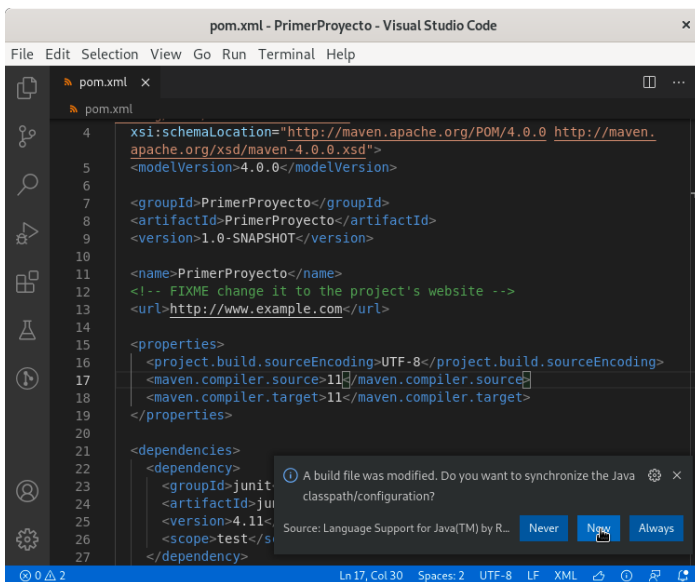 pom.xml - PrimerProyecto - Visual Studio Code
File Edit Selection View Go Run Terminal Help
pom.xml
pom.xml
4 xsi:schemaLocation="http://maven.apache.org/POM/4.0.0 http://maven.
apache.org/xsd/maven-4.0.0.xsd">
5 <modelVersion>4.0.0</modelVersion>
6
7 <groupId>PrimerProyecto</groupId>
8 <artifactId>PrimerProyecto</artifactId>
9 <version>1.0-SNAPSHOT</version>
10
11 <name>PrimerProyecto</name>
12 <!-- FIXME change it to the project's website -->
13 <url>http://www.example.com</url>
14
15 <properties>
16 <project.build.sourceEncoding>UTF-8</project.build.sourceEncoding>
17 <maven.compiler.source>11</maven.compiler.source>
18 <maven.compiler.target>11</maven.compiler.target>
19 </properties>
20
21 <dependencies>
22 <dependency>
23 <groupId>junit
24 <artifactId>ju
25 <version>4.11<
26 <scope>test</s
27 </dependency>
A build file was modified. Do you want to synchronize the Java
classpath/configuration?
Source: Language Support for Java(TM) by R... Never Now Always
0 2 Ln 17, Col 30 Spaces: 2 UTF-8 LF XML